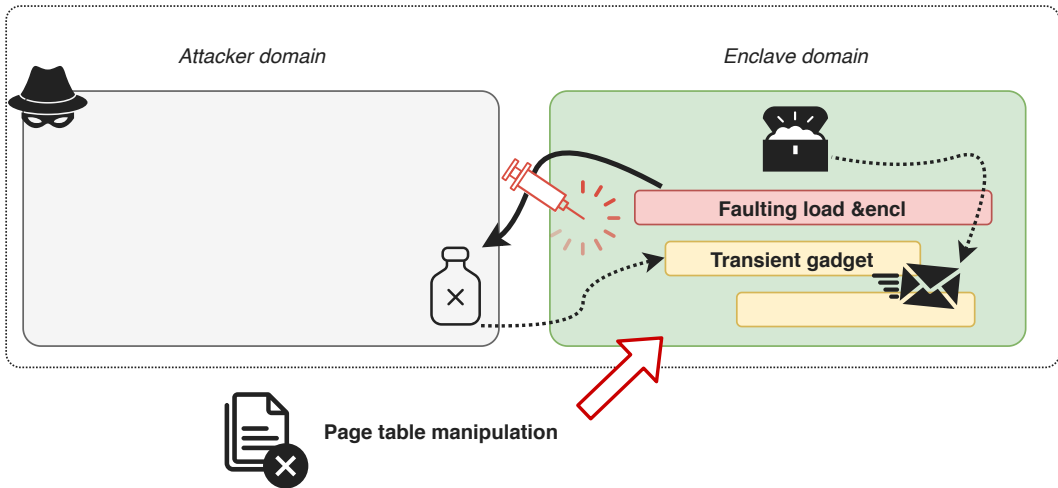 Attacker domain
Enclave domain
Faulting load &encl
Transient gadget
Page table manipulation